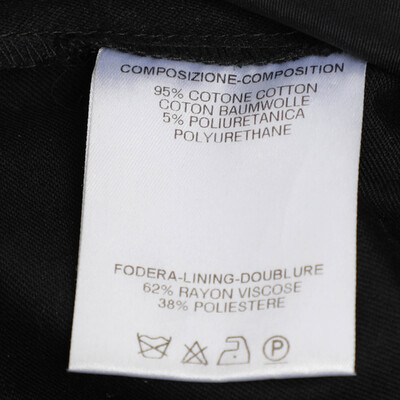 COMPOSIZIONE-COMPOSITION
95% COTONE COTTON
COTON BAUMWOLLE
5% POLIURETANICA
POLYURETHANE
FODERA-LINING-DOUBLURE
62% RAYON VISCOSE
38% POLIESTERE
P